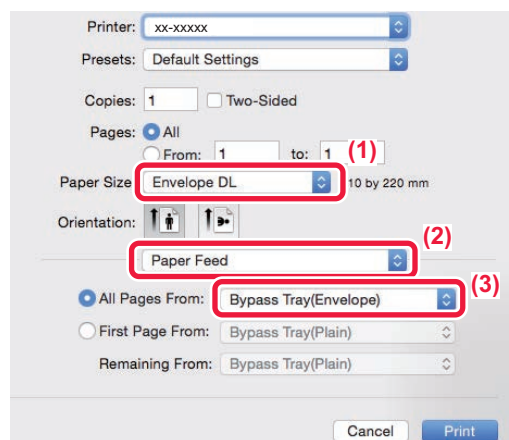 Printer: xx-xxxxx
Presets: Default Settings
Copies: 1 Two-Sided
Pages: All
From: 1 to: 1 (1)
Paper Size Envelope DL 10 by 220 mm
Orientation:
(2)
Paper Feed
(3)
All Pages From: Bypass Tray(Envelope)
First Page From: Bypass Tray(Plain)
Remaining From: Bypass Tray(Plain)
Cancel Print